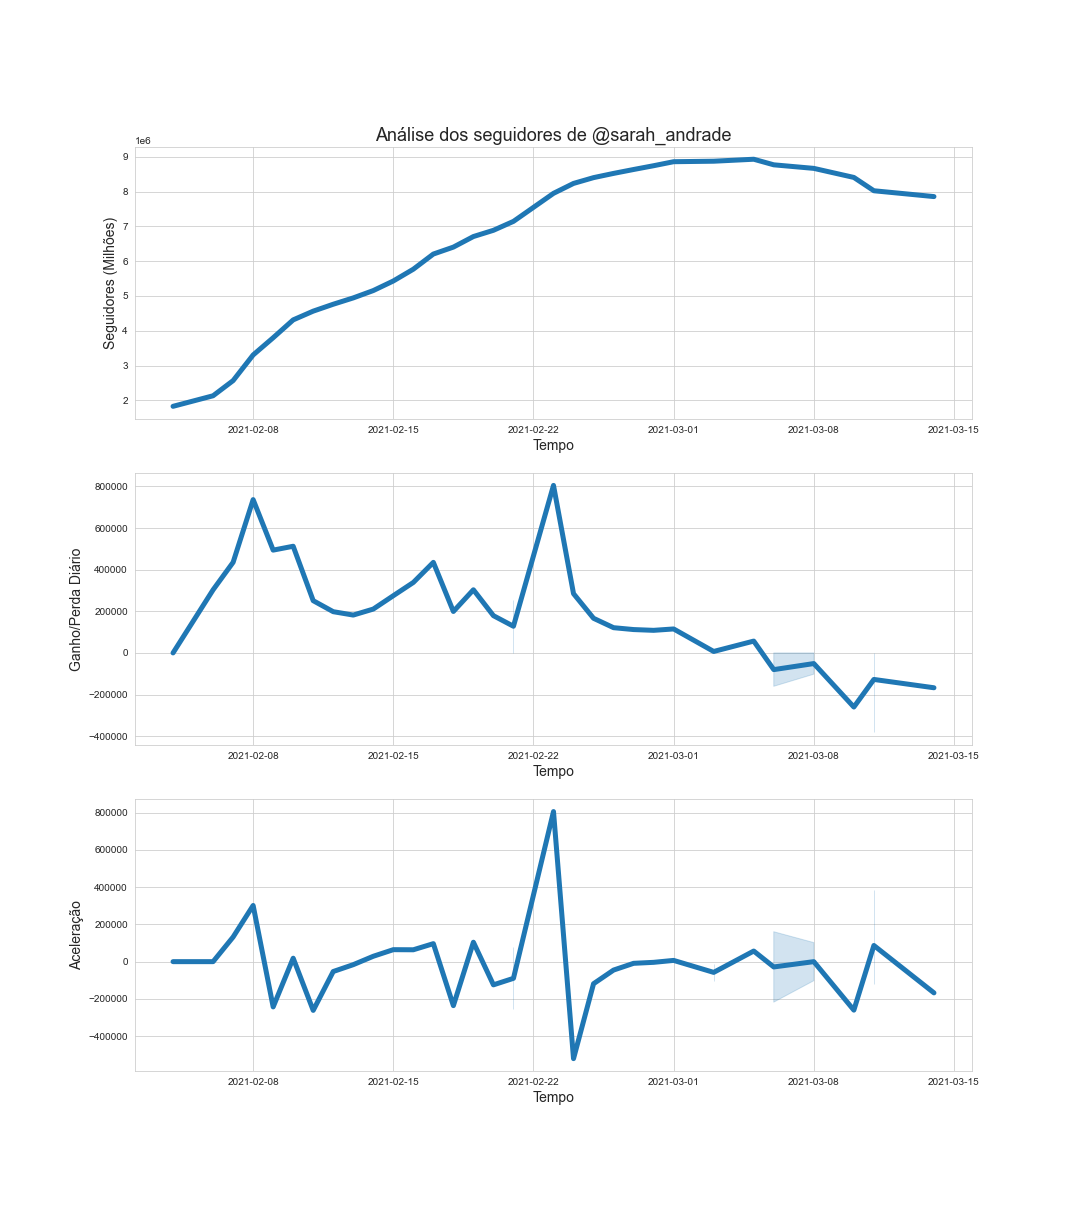 Análise dos seguidores de @sarah_andrade
1e6
9
8
7
6
5
4
3
2
Seguidores (Milhões)
2021-02-08 2021-02-15 2021-02-22 2021-03-01 2021-03-08 2021-03-15
Tempo
800000
600000
400000
200000
0
−200000
−400000
Ganho/Perda Diário
2021-02-08 2021-02-15 2021-02-22 2021-03-01 2021-03-08 2021-03-15
Tempo
800000
600000
400000
200000
0
−200000
−400000
Aceleração
2021-02-08 2021-02-15 2021-02-22 2021-03-01 2021-03-08 2021-03-15
Tempo